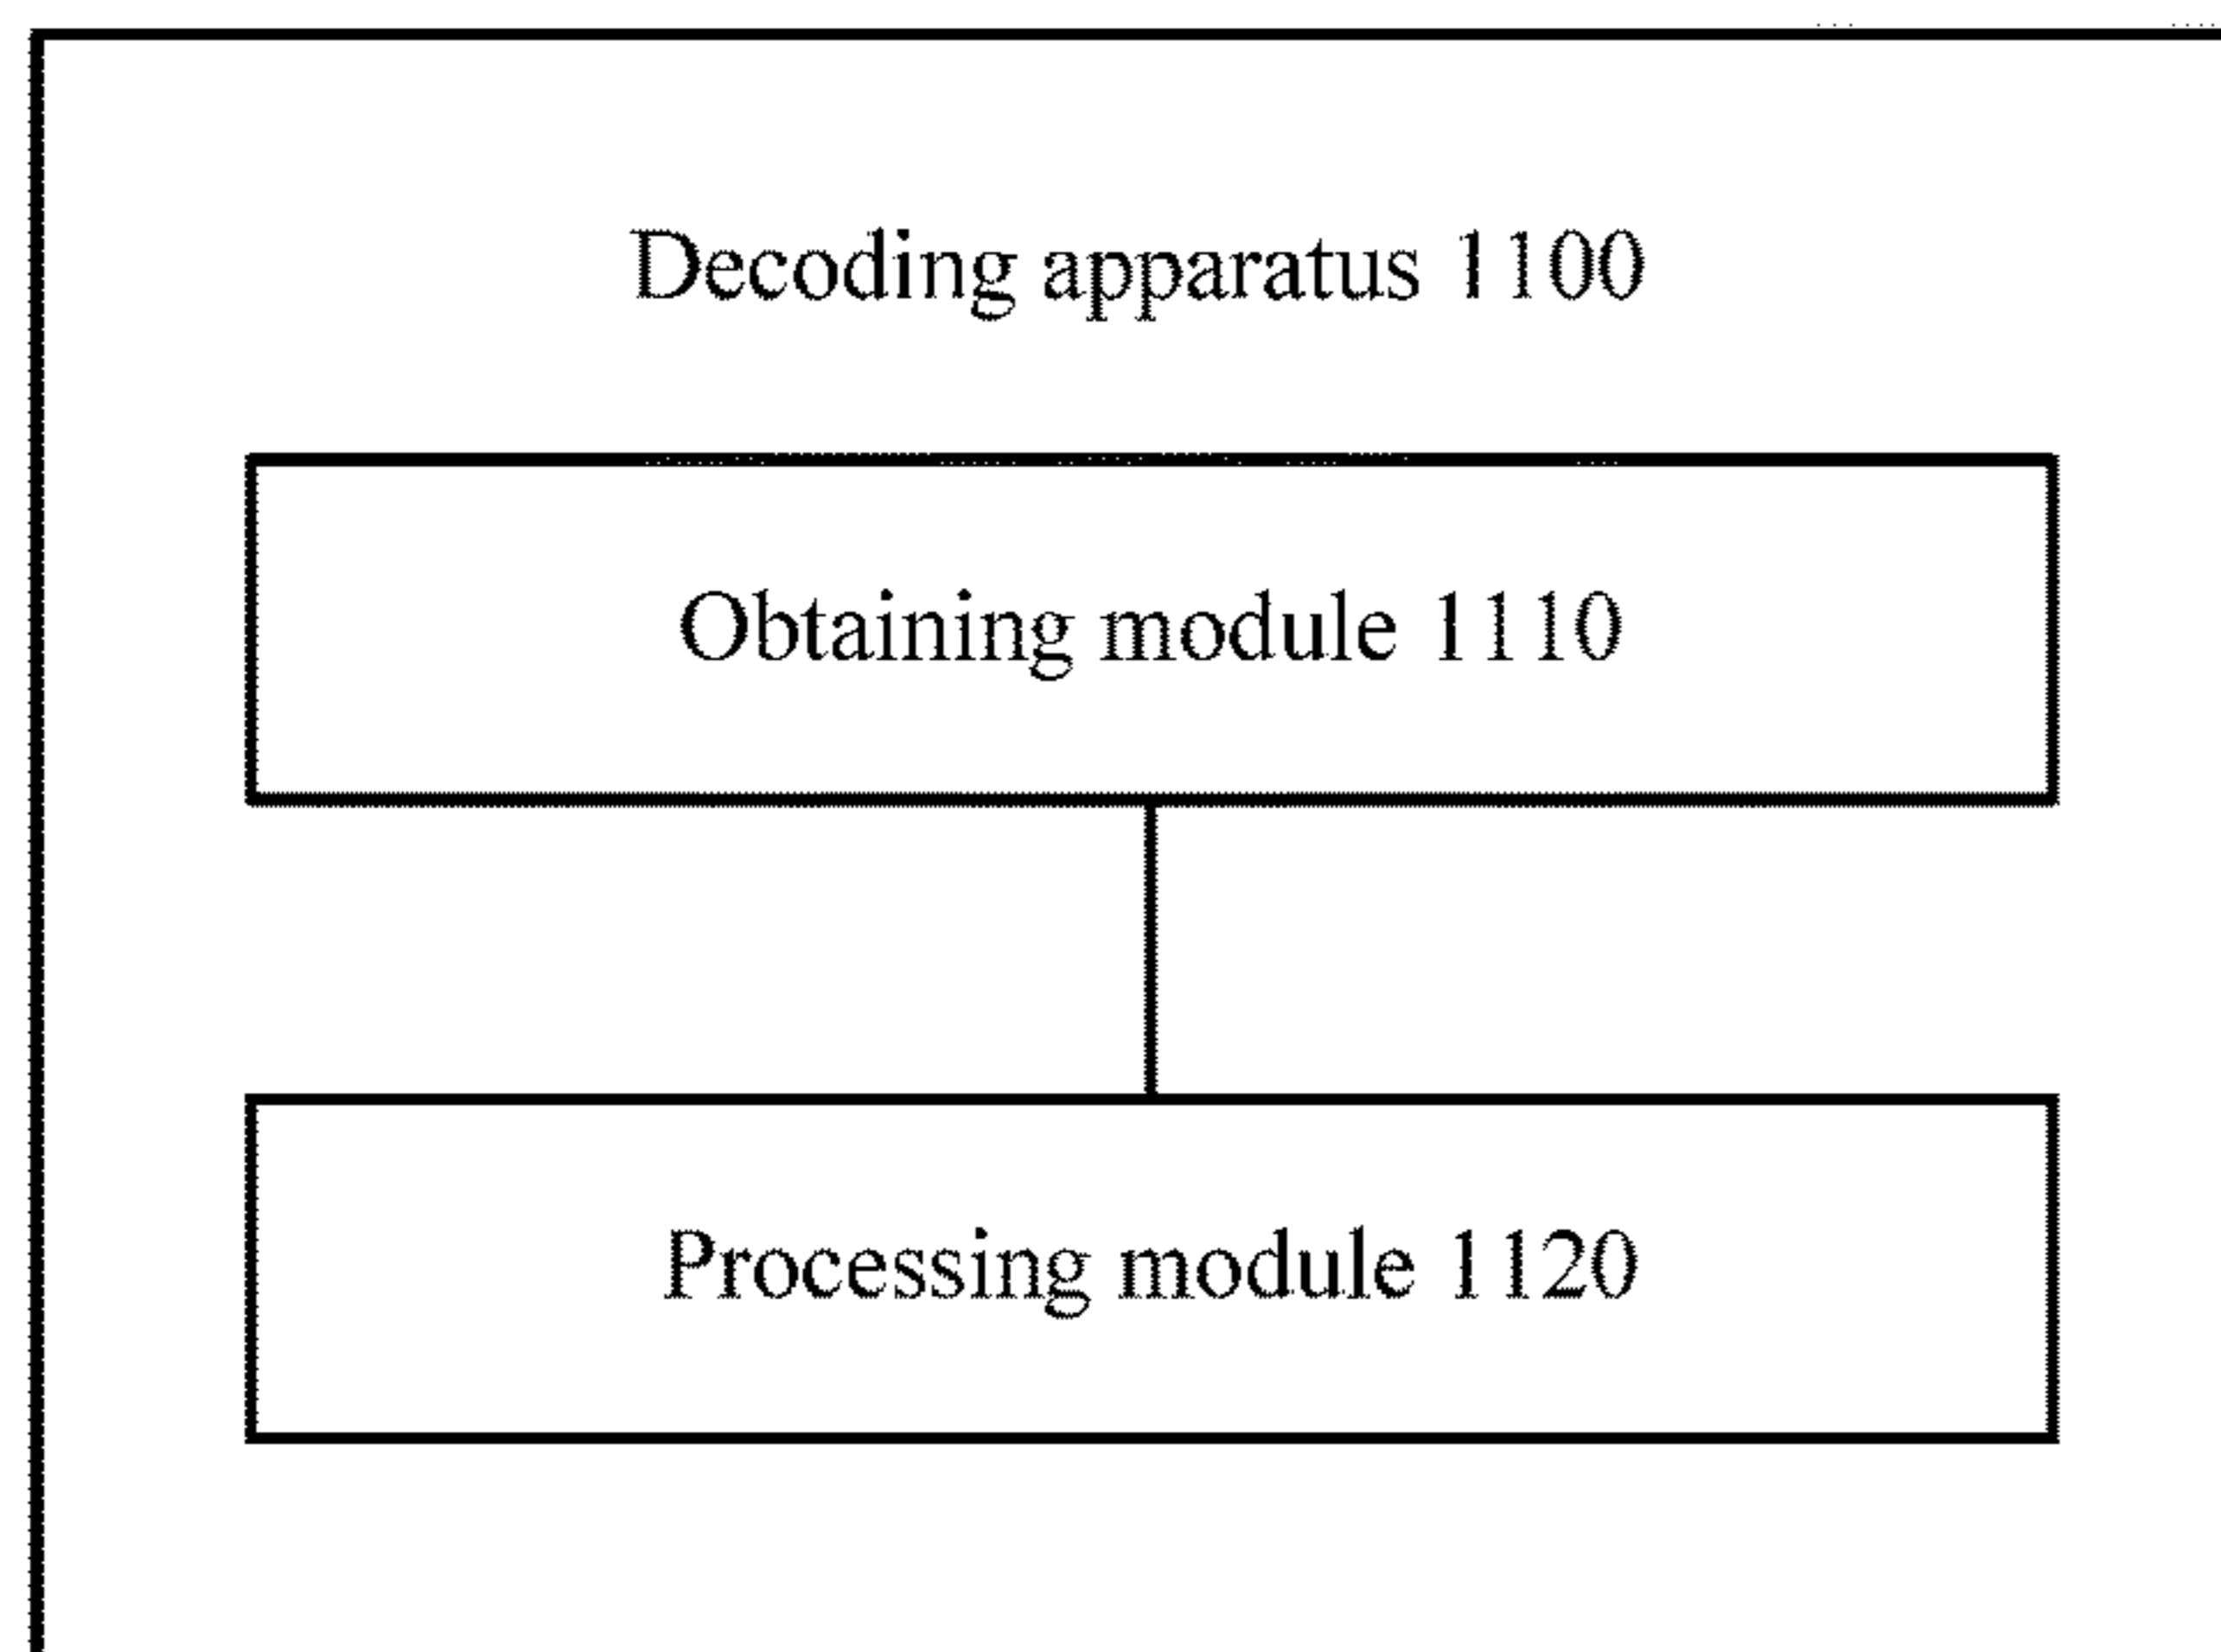 Decoding apparatus 1100
Obtaining module 1110
Processing module 1120